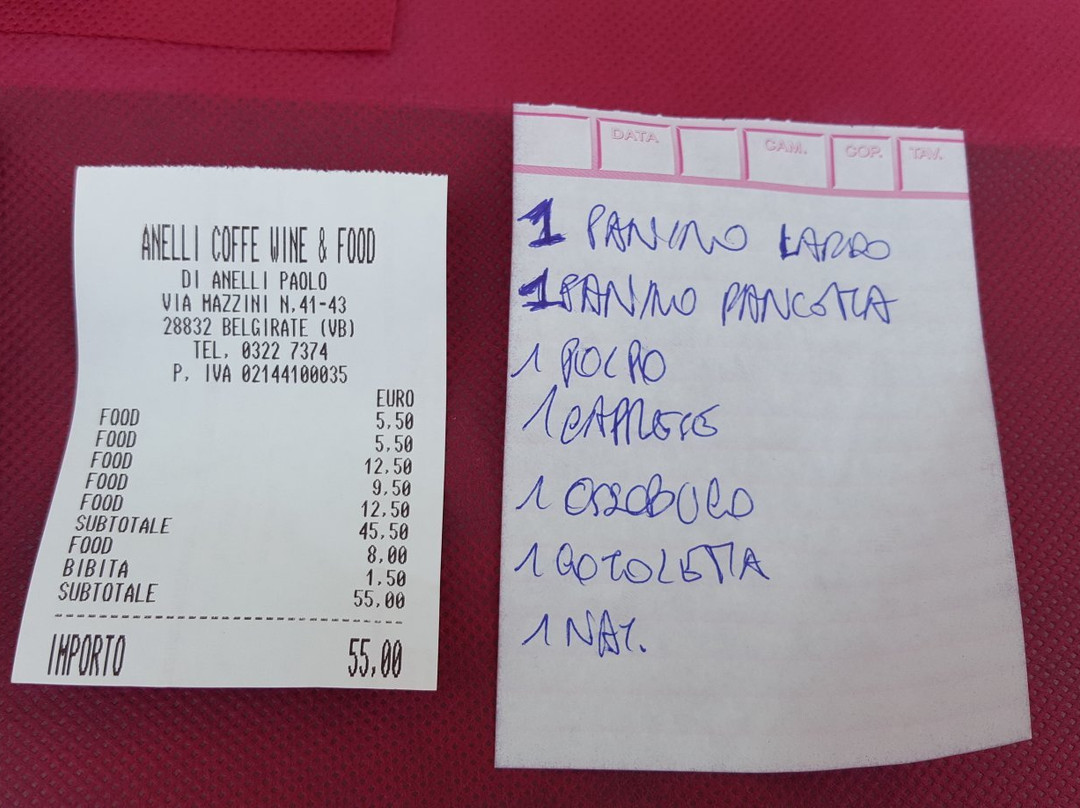 ANELLI COFFE WINE & FOOD
DI ANELLI PAOLO
VIA MAZZINI N.41-43
28832 BELGIRATE (VB)
TEL. 0322 7374
P. IVA 02144100035
EURO
FOOD 5,50
FOOD 5,50
FOOD 12,50
FOOD 9,50
FOOD 12,50
SUBTOTALE 45,50
FOOD 8,00
BIBITA 1,50
SUBTOTALE 55,00
IMPORTO 55,00
DATA CAM. COP. TAV.
1 PANINO LARDO
1 PANINO PANCETTA
1 POLPO
1 CAPRESE
1 OSSOBUCO
1 COTOLETTA
1 NAT.